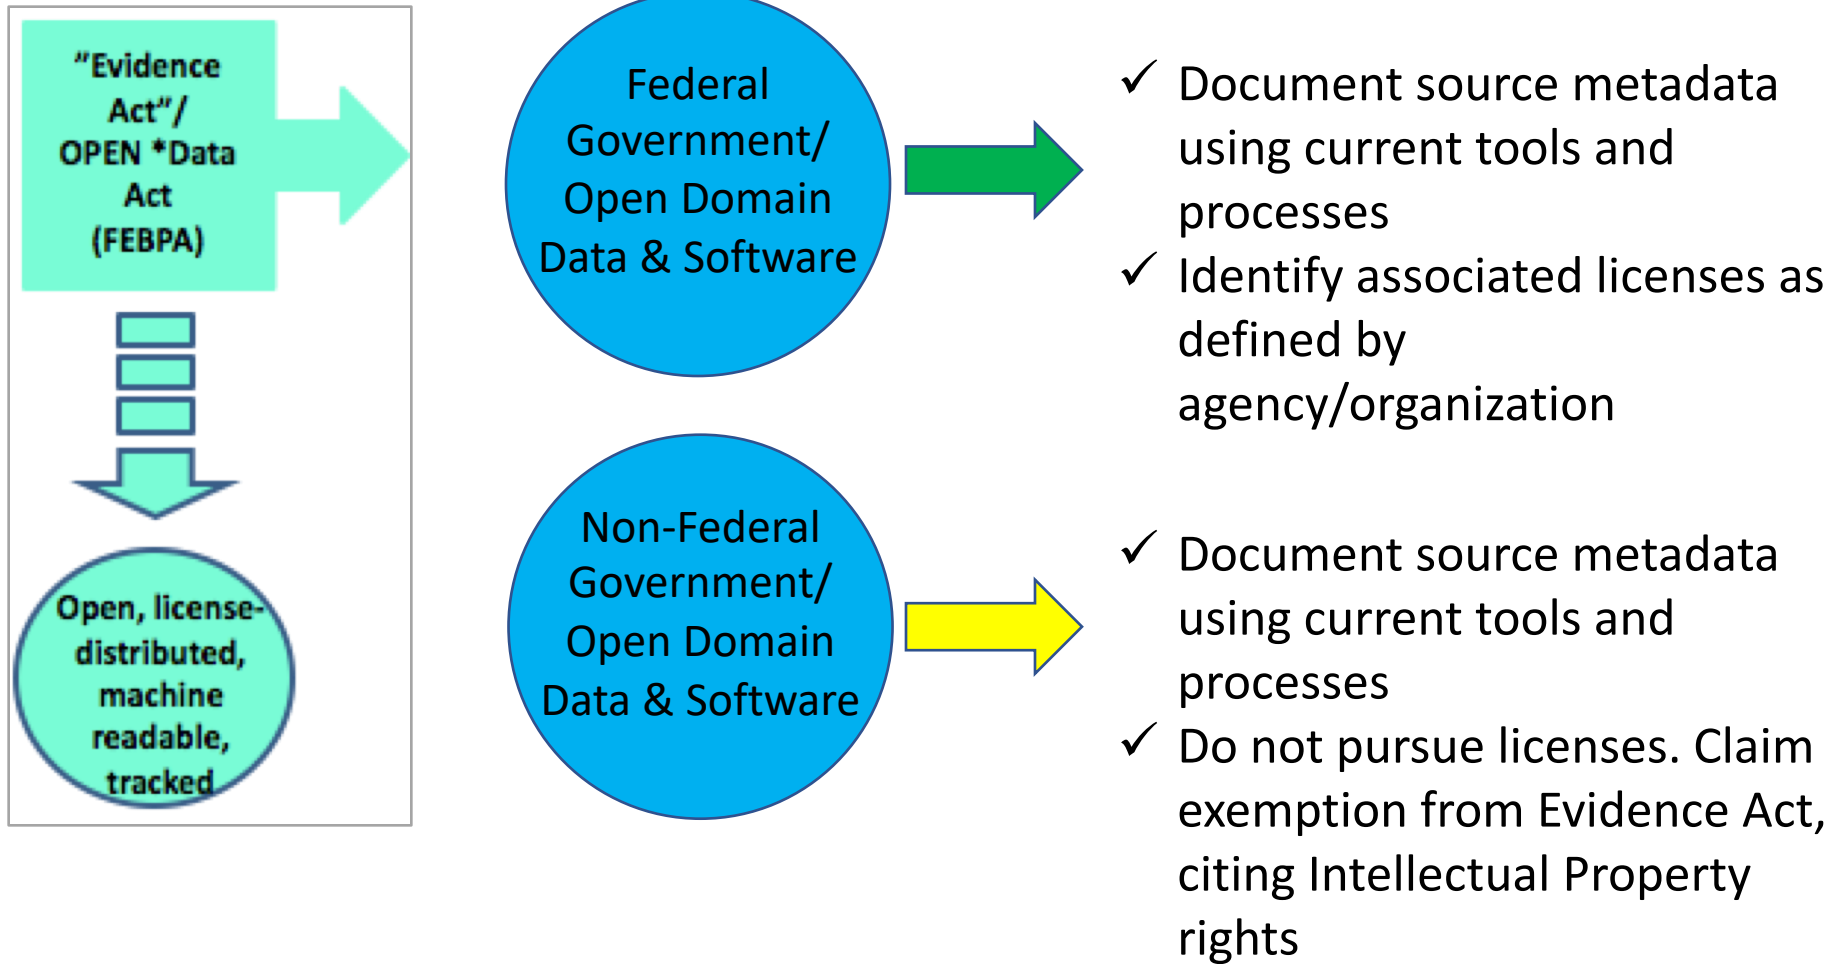 ”Evidence
Act”/
OPEN *Data
Act
(FEBPA)
Open, license-
distributed,
machine
readable,
tracked
Federal
Government/
Open Domain
Data & Software
✓ Document source metadata
using current tools and
processes
✓ Identify associated licenses as
defined by
agency/organization
Non-Federal
Government/
Open Domain
Data & Software
✓ Document source metadata
using current tools and
processes
✓ Do not pursue licenses. Claim
exemption from Evidence Act,
citing Intellectual Property
rights